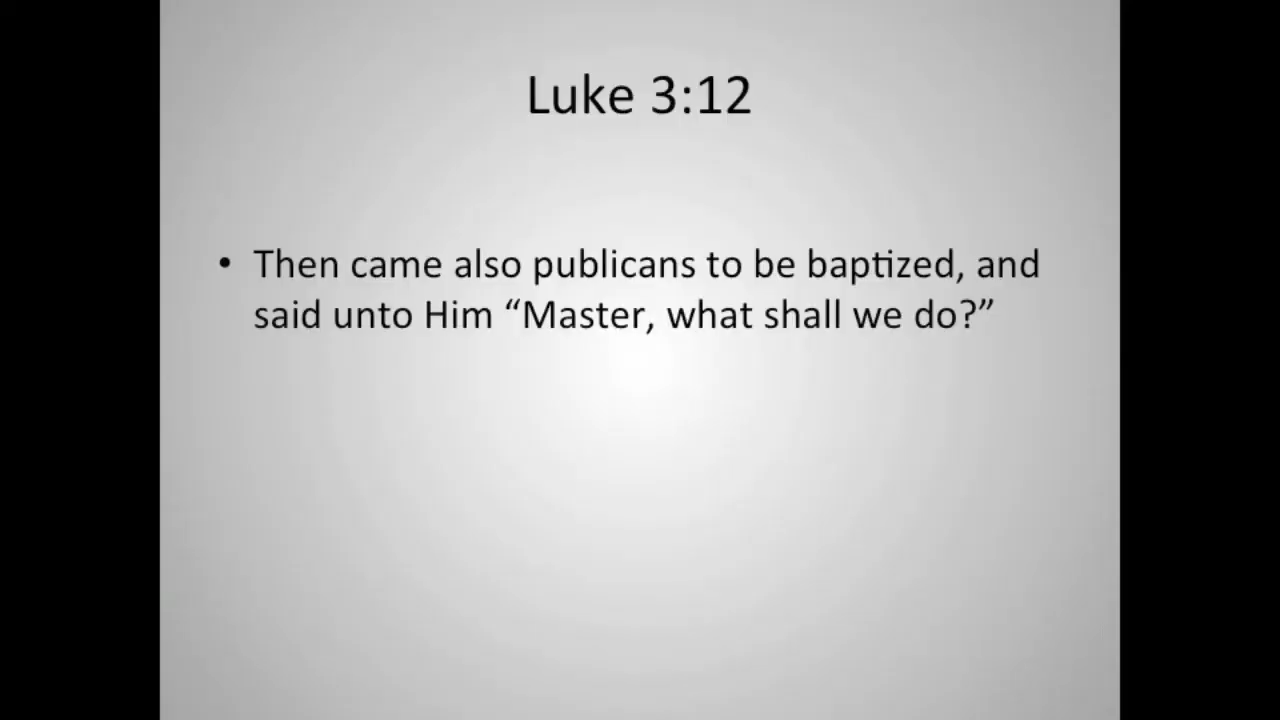 Luke 3:12
• Then came also publicans to be baptized, and
said unto Him “Master, what shall we do?”